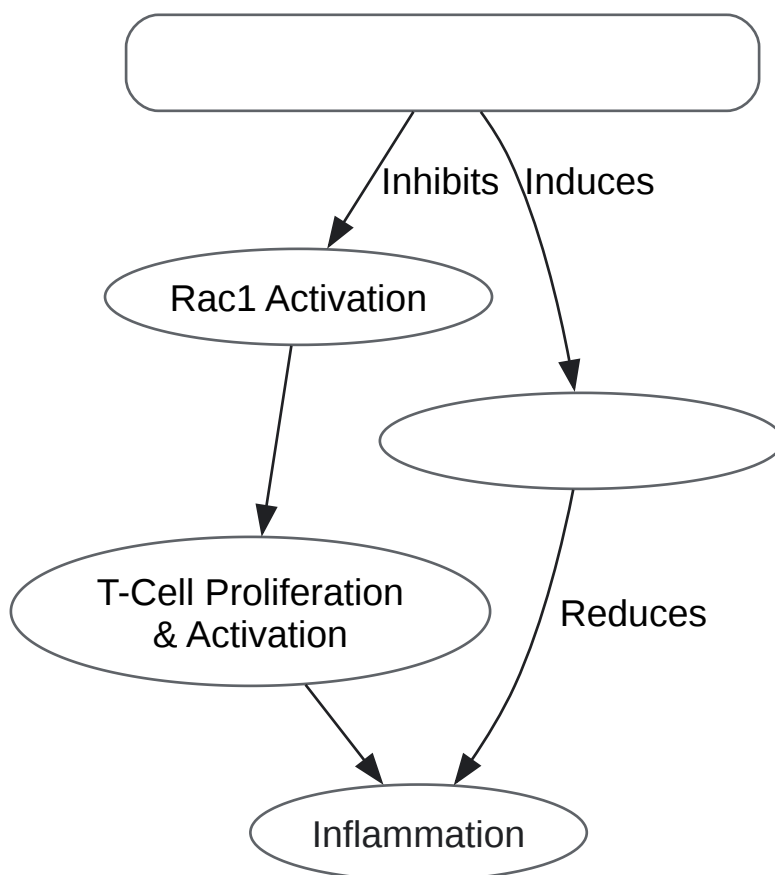 Inhibits
Induces
Rac1 Activation
T-Cell Proliferation
& Activation
Reduces
Inflammation